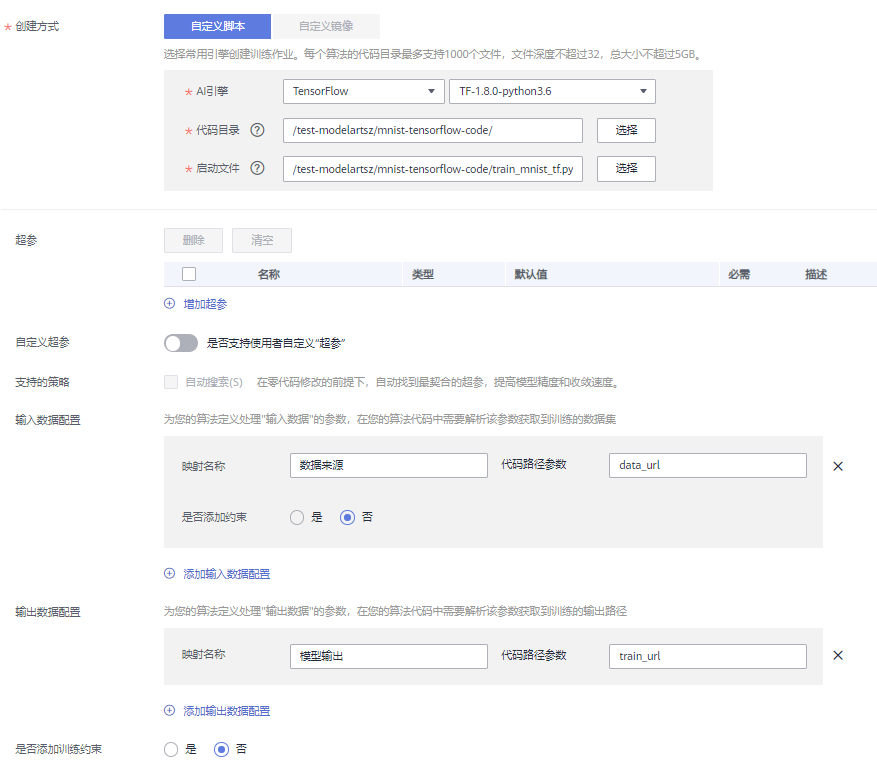 * 创建方式 自定义脚本 自定义镜像
选择常用引擎创建训练作业。每个算法的代码目录最多支持1000个文件，文件深度不超过32，总大小不超过5GB。
* AI引擎 TensorFlow TF-1.8.0-python3.6
* 代码目录 ? /test-modelartsz/mnist-tensorflow-code/ 选择
* 启动文件 ? /test-modelartsz/mnist-tensorflow-code/train_mnist_tf.py 选择
超参 删除 清空
名称 类型 默认值 必需 描述
增加超参
自定义超参 是否支持使用者自定义“超参”
支持的策略 自动搜索(S) 在零代码修改的前提下，自动找到最契合的超参，提高模型精度和收敛速度。
输入数据配置 为您的算法定义处理“输入数据”的参数，在您的算法代码中需要解析该参数获取到训练的数据集
映射名称 数据来源 代码路径参数 data_url
是否添加约束 是 否
添加输入数据配置
输出数据配置 为您的算法定义处理“输出数据”的参数，在您的算法代码中需要解析该参数获取到训练的输出路径
映射名称 模型输出 代码路径参数 train_url
添加输出数据配置
是否添加训练约束 是 否